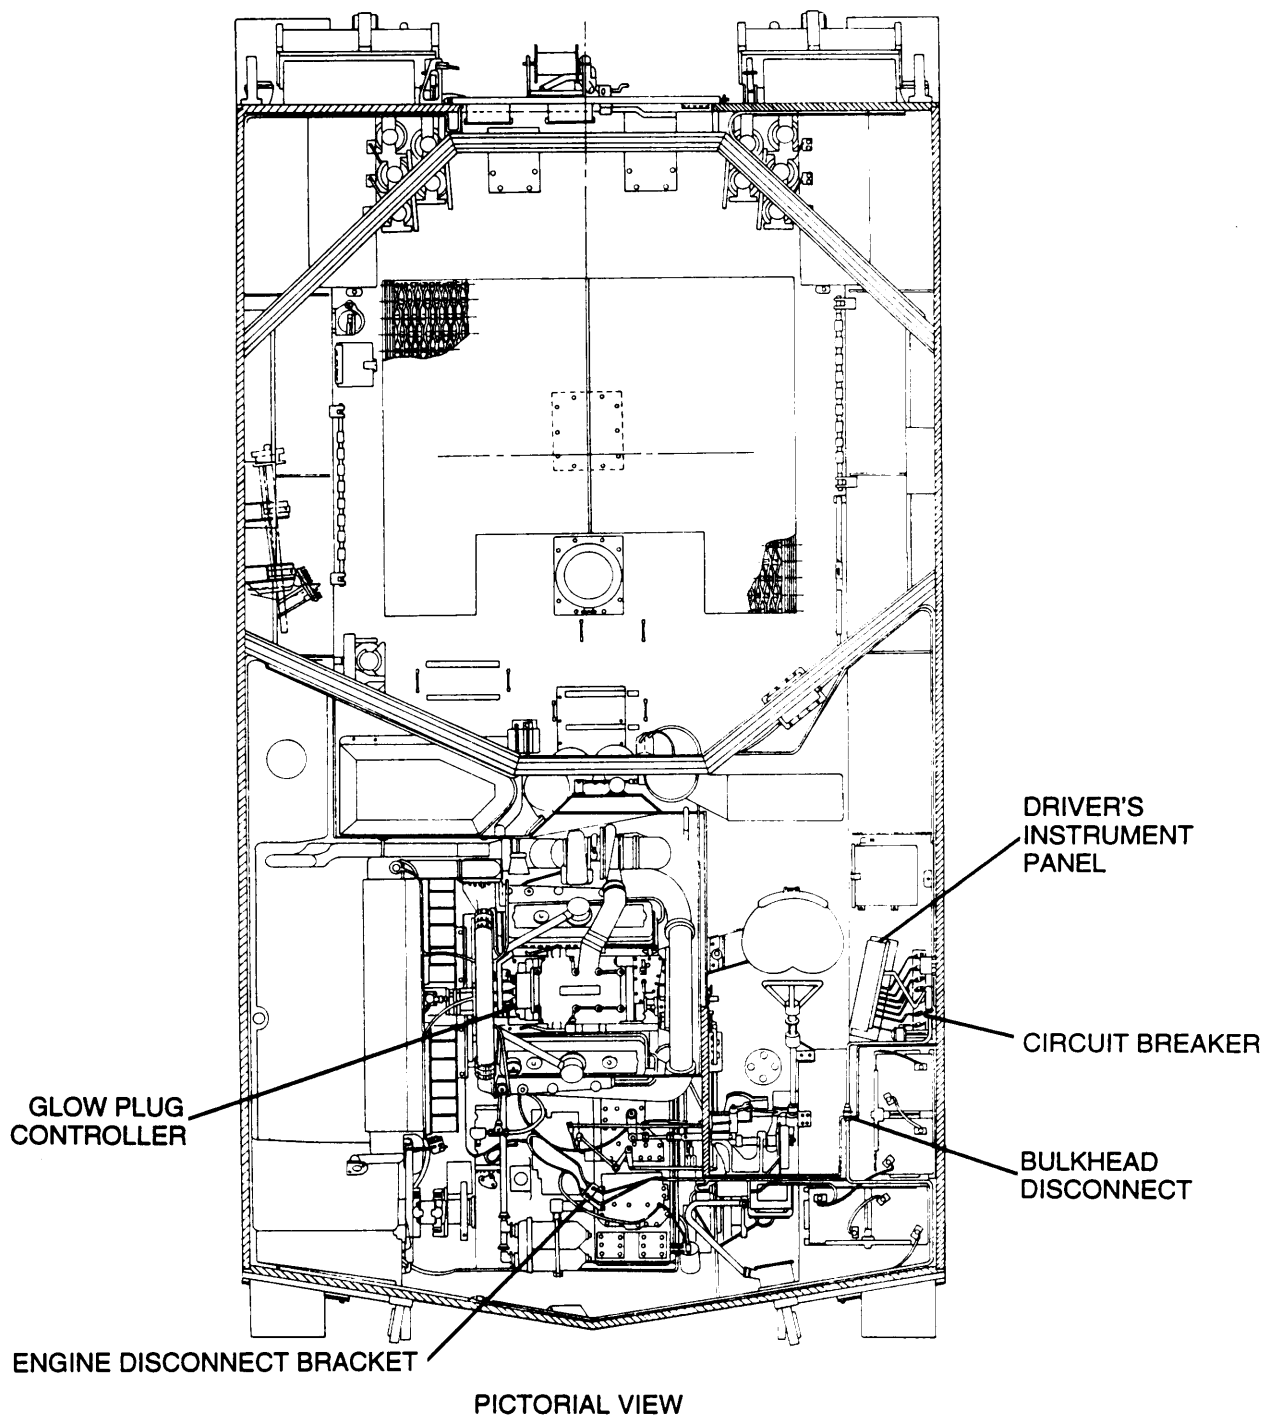 DRIVER'S
INSTRUMENT
PANEL
CIRCUIT BREAKER
GLOW PLUG
CONTROLLER
BULKHEAD
DISCONNECT
ENGINE DISCONNECT BRACKET
PICTORIAL VIEW